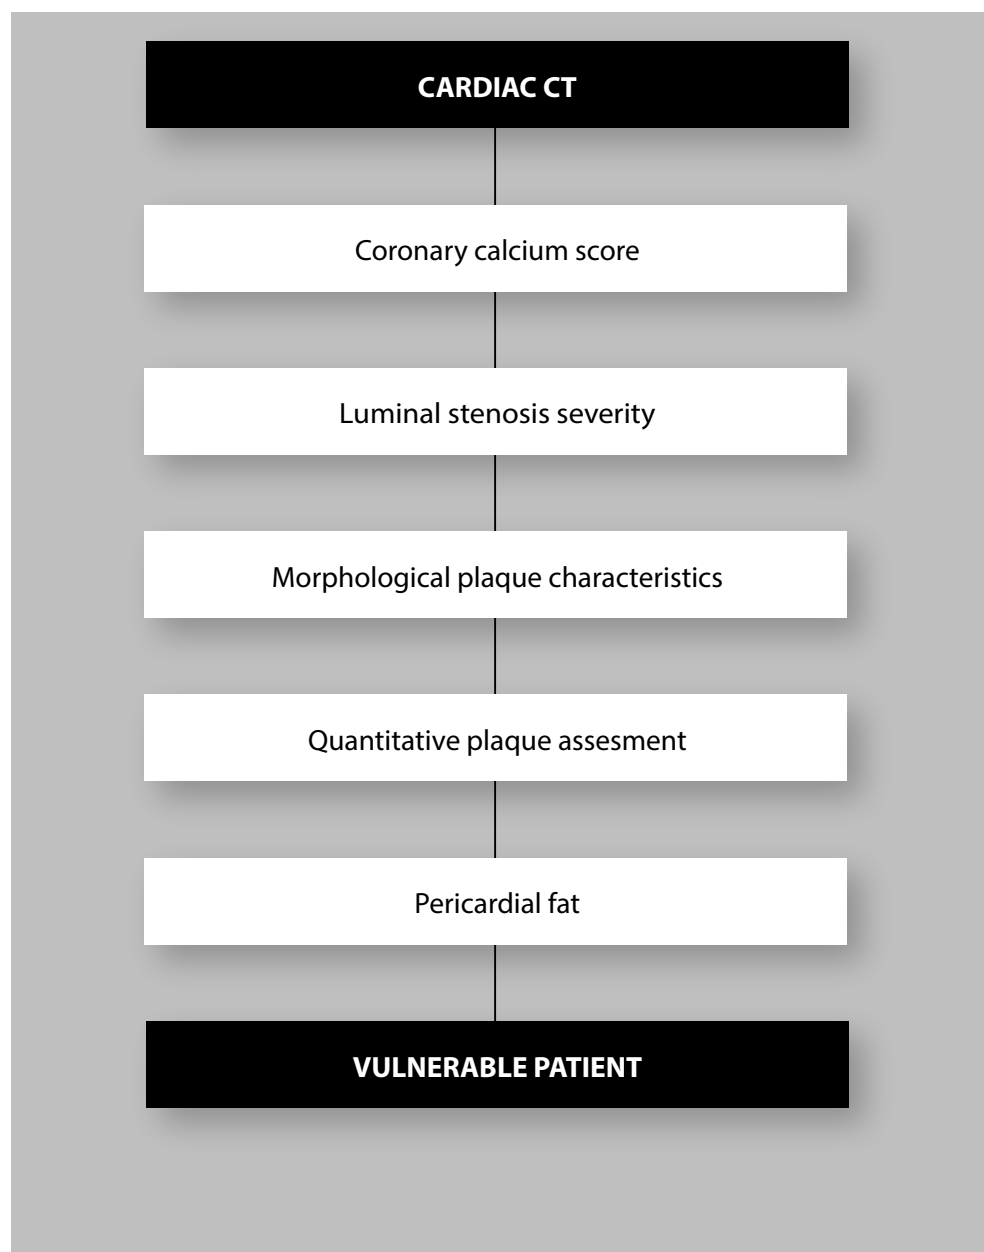 CARDIAC CT
Coronary calcium score
Luminal stenosis severity
Morphological plaque characteristics
Quantitative plaque assesment
Pericardial fat
VULNERABLE PATIENT